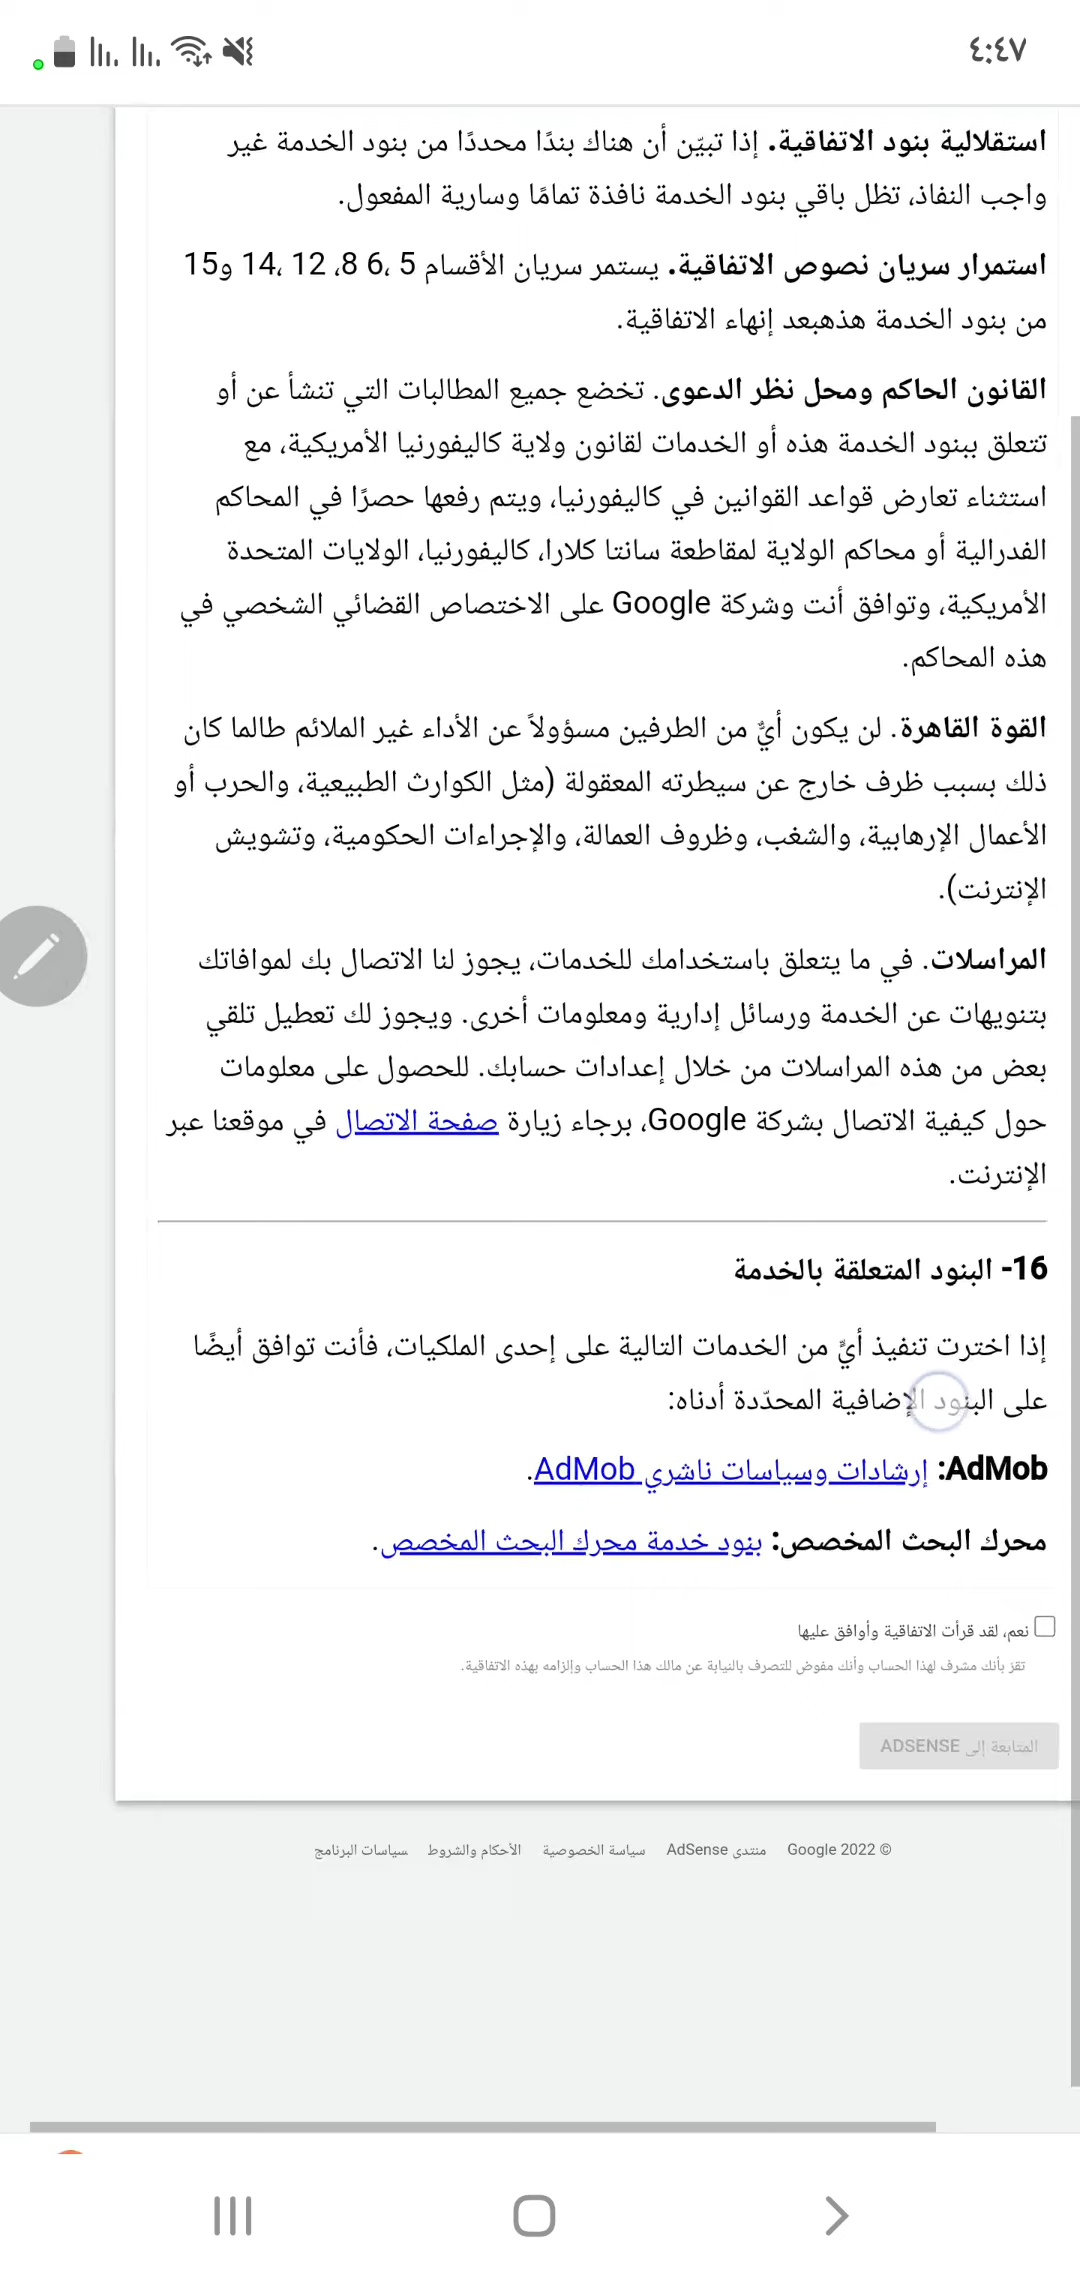 ٤:٤٧
استقلالية بنود الاتفاقية. إذا تبيّن أن هناك بندًا محددًا من بنود الخدمة غير
واجب النفاذ، تظل باقي بنود الخدمة نافذة تمامًا وسارية المفعول.
استمرار سريان نصوص الاتفاقية. يستمر سريان الأقسام 5 ،6 8، 12 ،14 و15
من بنود الخدمة هذهبعد إنهاء الاتفاقية.
القانون الحاكم ومحل نظر الدعوى. تخضع جميع المطالبات التي تنشأ عن أو
تتعلق ببنود الخدمة هذه أو الخدمات لقانون ولاية كاليفورنيا الأمريكية، مع
استثناء تعارض قواعد القوانين في كاليفورنيا، ويتم رفعها حصرًا في المحاكم
الفدرالية أو محاكم الولاية لمقاطعة سانتا كلارا، كاليفورنيا، الولايات المتحدة
الأمريكية، وتوافق أنت وشركة Google على الاختصاص القضائي الشخصي في
هذه المحاكم.
القوة القاهرة. لن يكون أيٌّ من الطرفين مسؤولاً عن الأداء غير الملائم طالما كان
ذلك بسبب ظرف خارج عن سيطرته المعقولة (مثل الكوارث الطبيعية، والحرب أو
الأعمال الإرهابية، والشغب، وظروف العمالة، والإجراءات الحكومية، وتشويش
الإنترنت).
المراسلات. في ما يتعلق باستخدامك للخدمات، يجوز لنا الاتصال بك لموافاتك
بتنويهات عن الخدمة ورسائل إدارية ومعلومات أخرى. ويجوز لك تعطيل تلقي
بعض من هذه المراسلات من خلال إعدادات حسابك. للحصول على معلومات
حول كيفية الاتصال بشركة Google، برجاء زيارة صفحة الاتصال في موقعنا عبر
الإنترنت.
16- البنود المتعلقة بالخدمة
إذا اخترت تنفيذ أيٍّ من الخدمات التالية على إحدى الملكيات، فأنت توافق أيضًا
على البنود الإضافية المحدّدة أدناه:
AdMob: إرشادات وسياسات ناشري AdMob.
محرك البحث المخصص: بنود خدمة محرك البحث المخصص.
نعم، لقد قرأت الاتفاقية وأوافق عليها
تقرّ بأنك مشرف لهذا الحساب وأنك مفوض للتصرف بالنيابة عن مالك هذا الحساب وإلزامه بهذه الاتفاقية.
المتابعة إلى ADSENSE
© 2022 Google منتدى AdSense سياسة الخصوصية الأحكام والشروط سياسات البرنامج